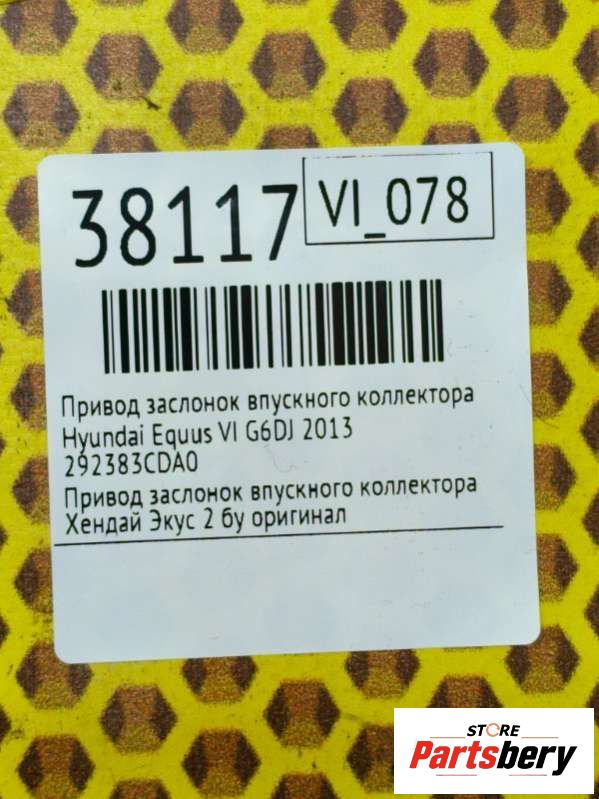 38117
VI_078
Привод заслонок впускного коллектора
Hyundai Equus VI G6DJ 2013
292383CDA0
Привод заслонок впускного коллектора
Хендай Экус 2 бу оригинал
STORE
Partsbery